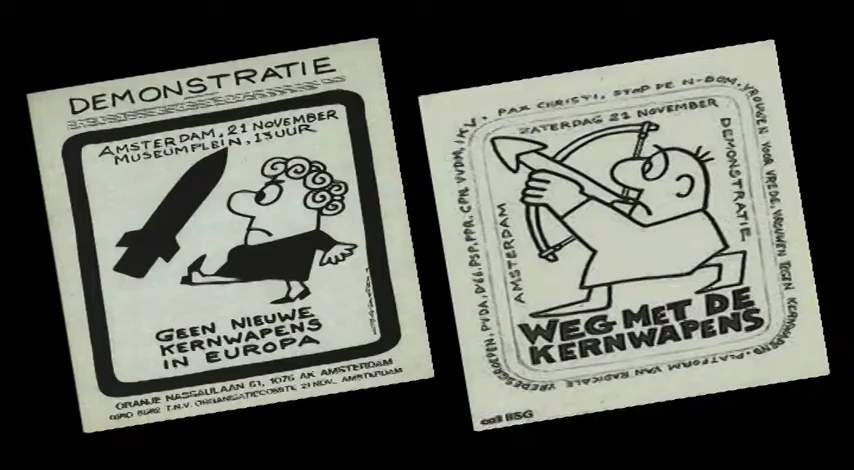 DEMONSTRATIE
AMSTERDAM, 21 NOVEMBER
MUSEUMPLEIN, 13 UUR
GEEN NIEUWE
KERNWAPENS
IN EUROPA
ORANJE NASSAULAAN 51, 1075 AK AMSTERDAM
T.N.V. ORGANISATIECOMITE 21 NOV. AMSTERDAM
VREDESGROEPEN, PVDA, D'66, PSP, PPR, CPN, VVDM, I.K.V., PAX CHRISTI, STOP DE N-BOM, VROUWEN VOOR VREDE, VROUWEN TEGEN KERNWAPENS, PLATFORM VAN RADIKALE
ZATERDAG 21 NOVEMBER
DEMONSTRATIE
AMSTERDAM
WEG MET DE
KERNWAPENS
coll IISG